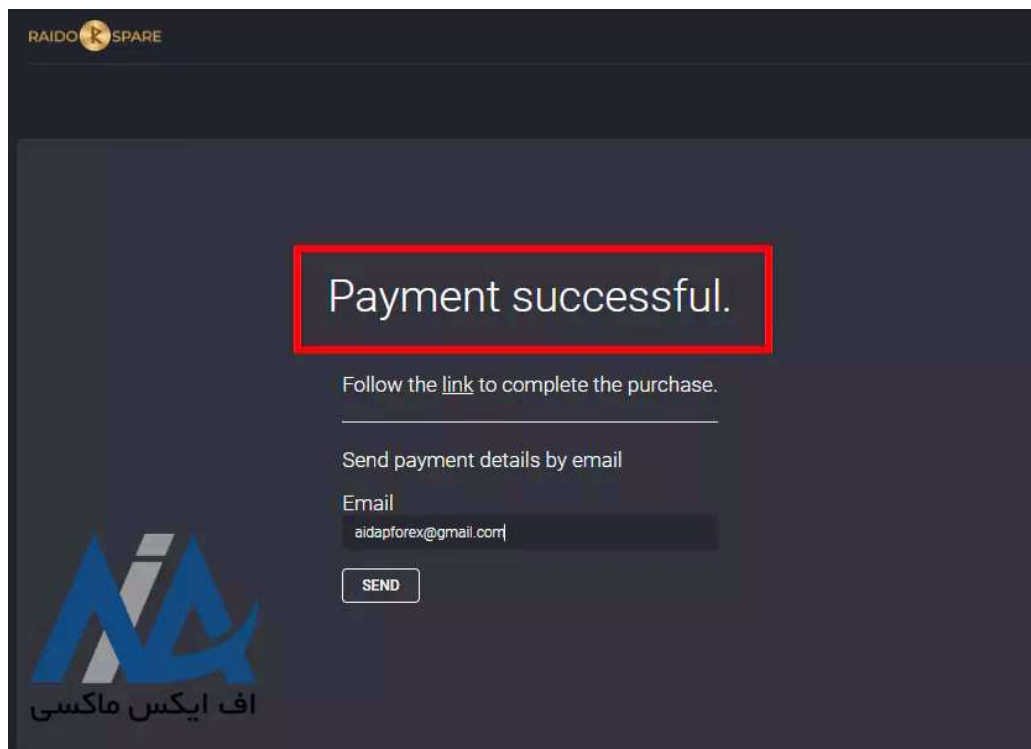 RAIDO SPARE
Payment successful.
Follow the link to complete the purchase.
Send payment details by email
Email
aidapforex@gmail.com
SEND
اف ایکس ماکسی